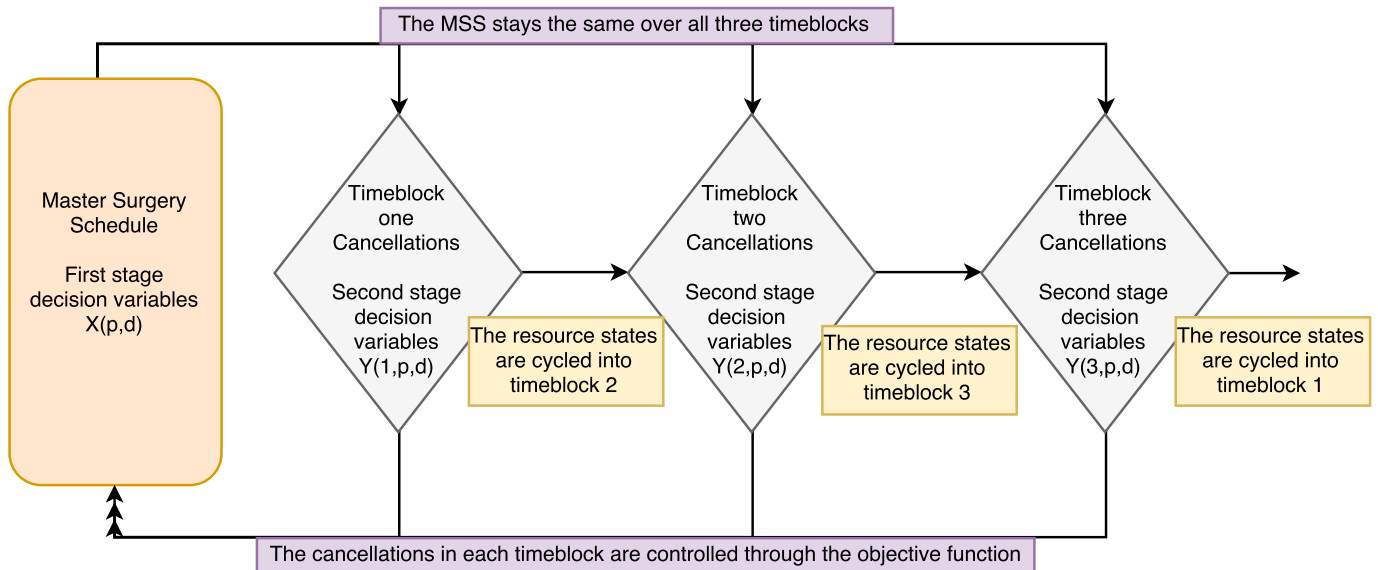 The MSS stays the same over all three timeblocks
Master Surgery
Schedule
First stage
decision variables
X(p,d)
Timeblock
one
Cancellations
Second stage
decision
variables
Y(1,p,d)
The resource states
are cycled into
timeblock 2
Timeblock
two
Cancellations
Second stage
decision
variables
Y(2,p,d)
The resource states
are cycled into
timeblock 3
Timeblock
three
Cancellations
Second stage
decision
variables
Y(3,p,d)
The resource states
are cycled into
timeblock 1
The cancellations in each timeblock are controlled through the objective function